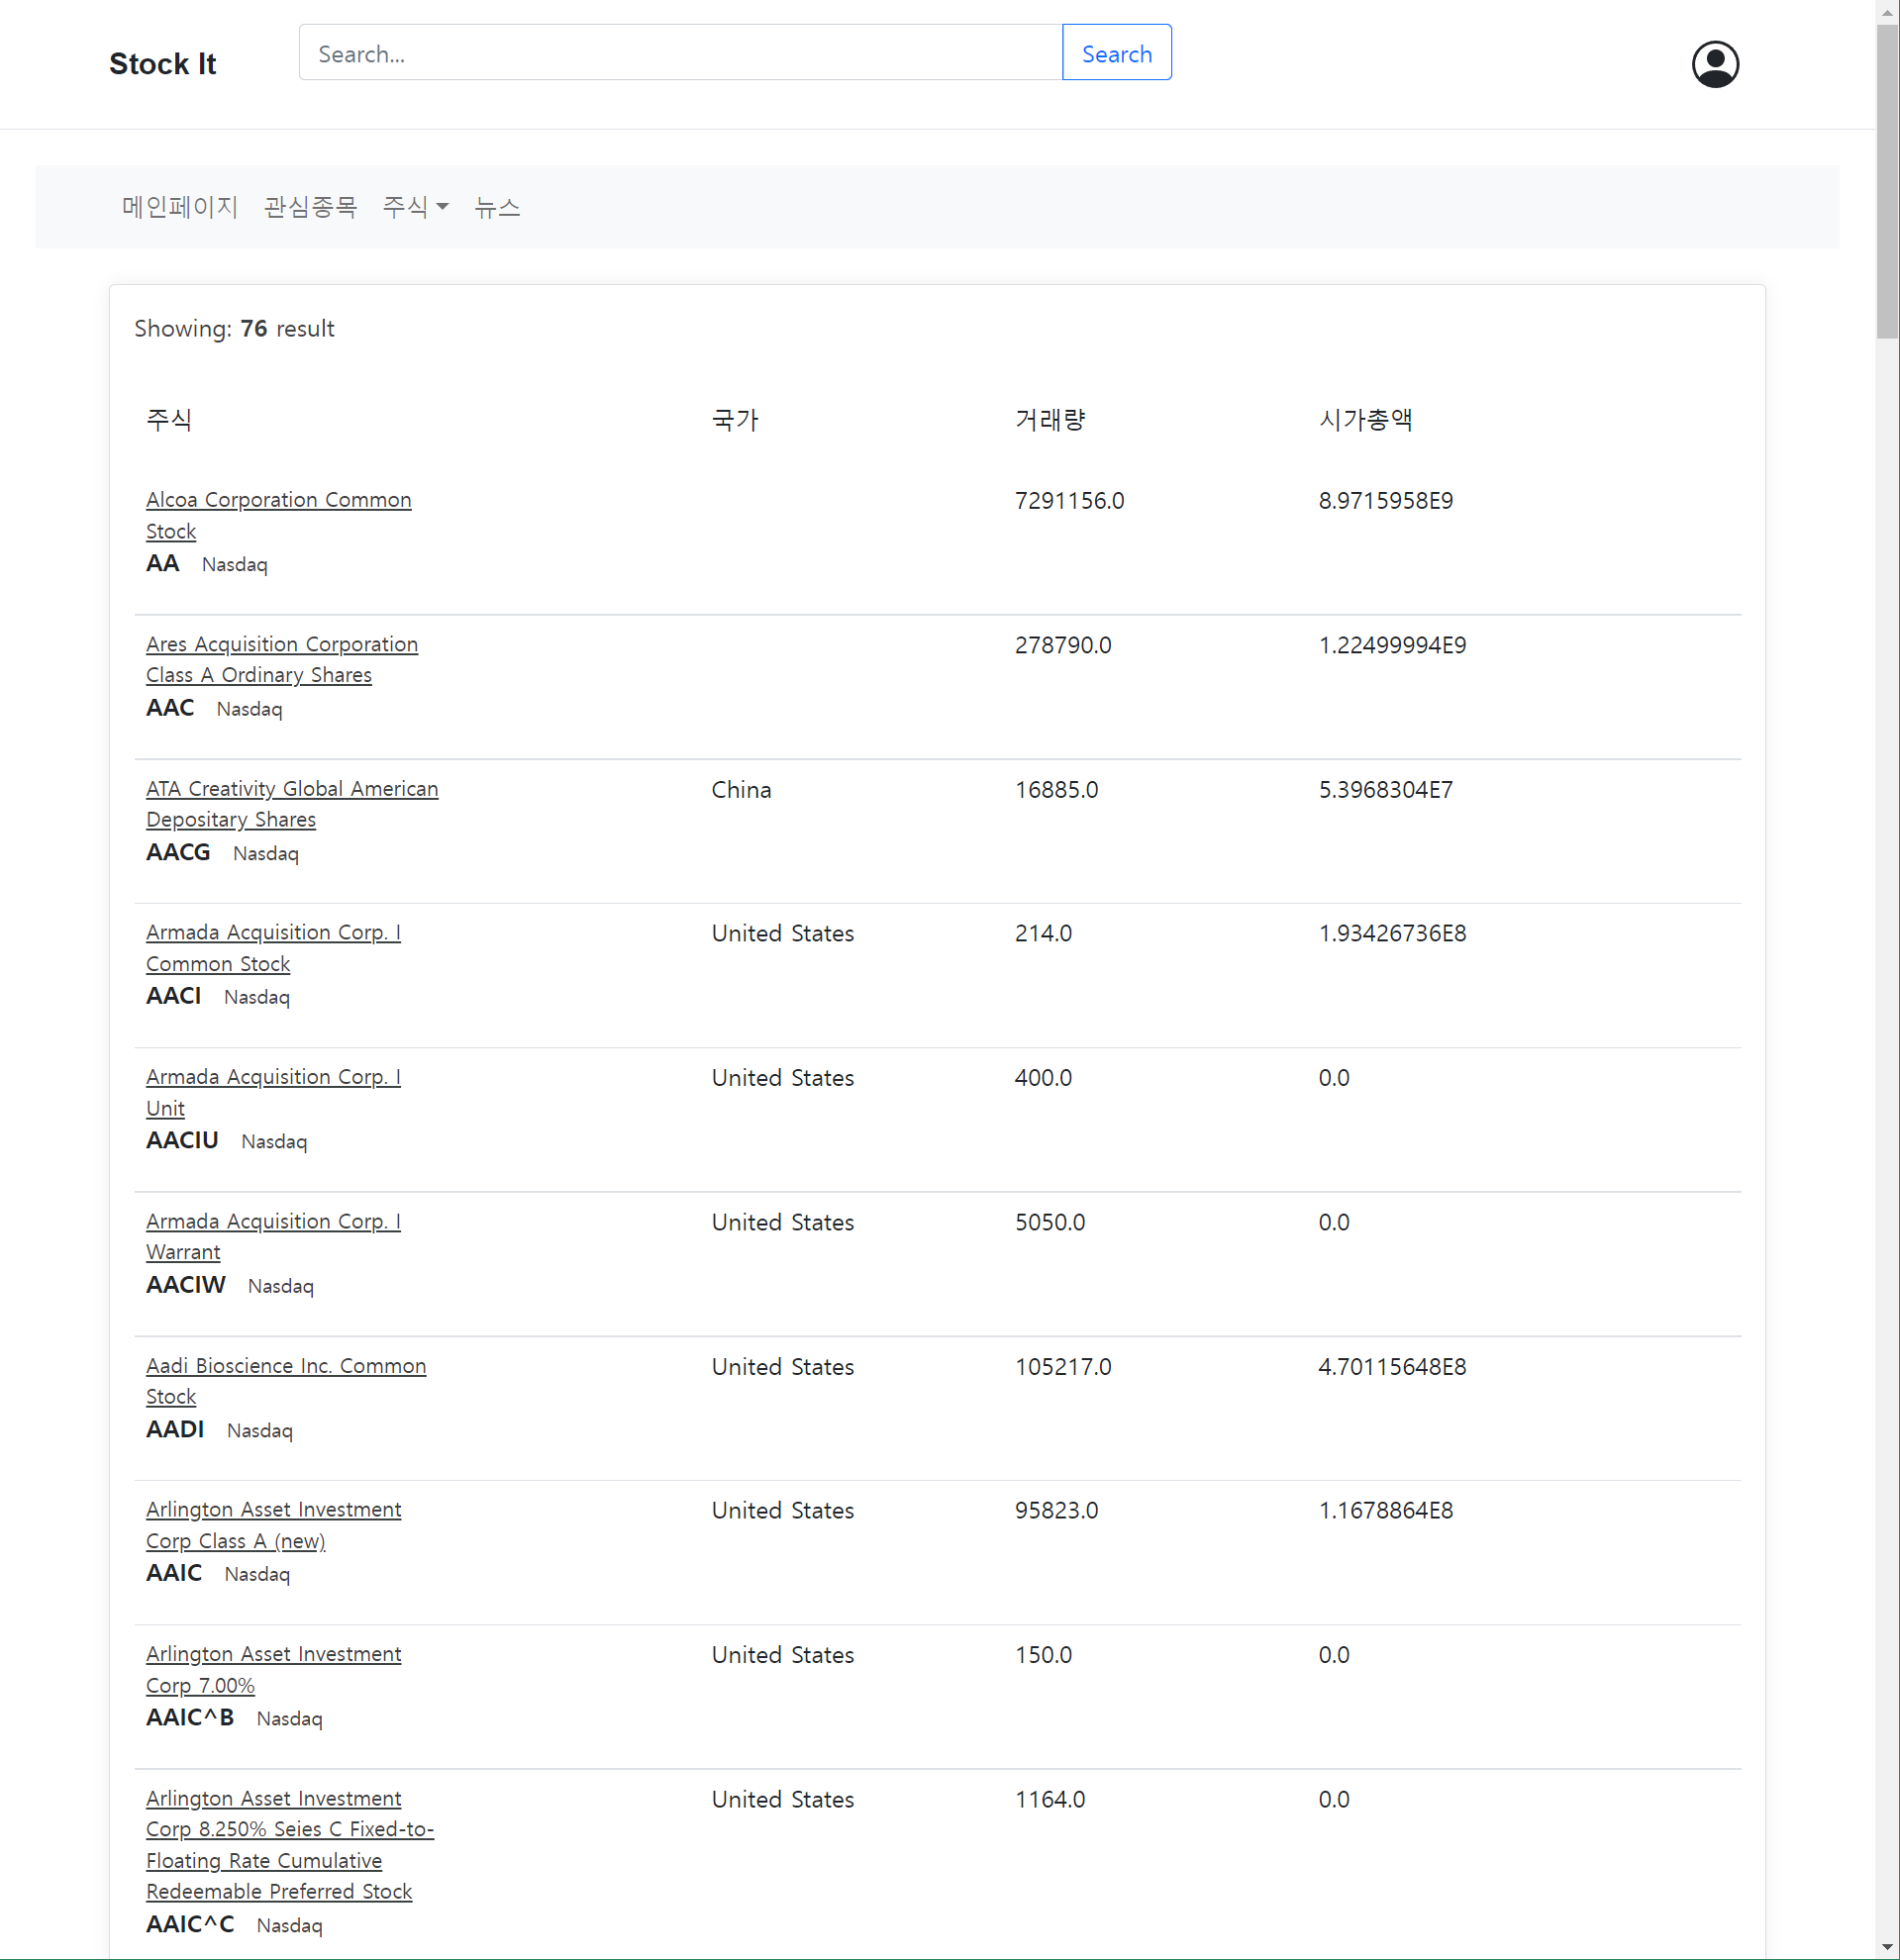 Stock It
Search...
Search
메인페이지 관심종목 주식 뉴스
Showing: 76 result
주식 국가 거래량 시가총액
Alcoa Corporation Common 7291156.0 8.9715958E9
Stock
AA Nasdaq
Ares Acquisition Corporation 278790.0 1.22499994E9
Class A Ordinary Shares
AAC Nasdaq
ATA Creativity Global American China 16885.0 5.3968304E7
Depositary Shares
AACG Nasdaq
Armada Acquisition Corp. I United States 214.0 1.93426736E8
Common Stock
AACI Nasdaq
Armada Acquisition Corp. I United States 400.0 0.0
Unit
AACIU Nasdaq
Armada Acquisition Corp. I United States 5050.0 0.0
Warrant
AACIW Nasdaq
Aadi Bioscience Inc. Common United States 105217.0 4.70115648E8
Stock
AADI Nasdaq
Arlington Asset Investment United States 95823.0 1.1678864E8
Corp Class A (new)
AAIC Nasdaq
Arlington Asset Investment United States 150.0 0.0
Corp 7.00%
AAIC^B Nasdaq
Arlington Asset Investment United States 1164.0 0.0
Corp 8.250% Seies C Fixed-to-
Floating Rate Cumulative
Redeemable Preferred Stock
AAIC^C Nasdaq